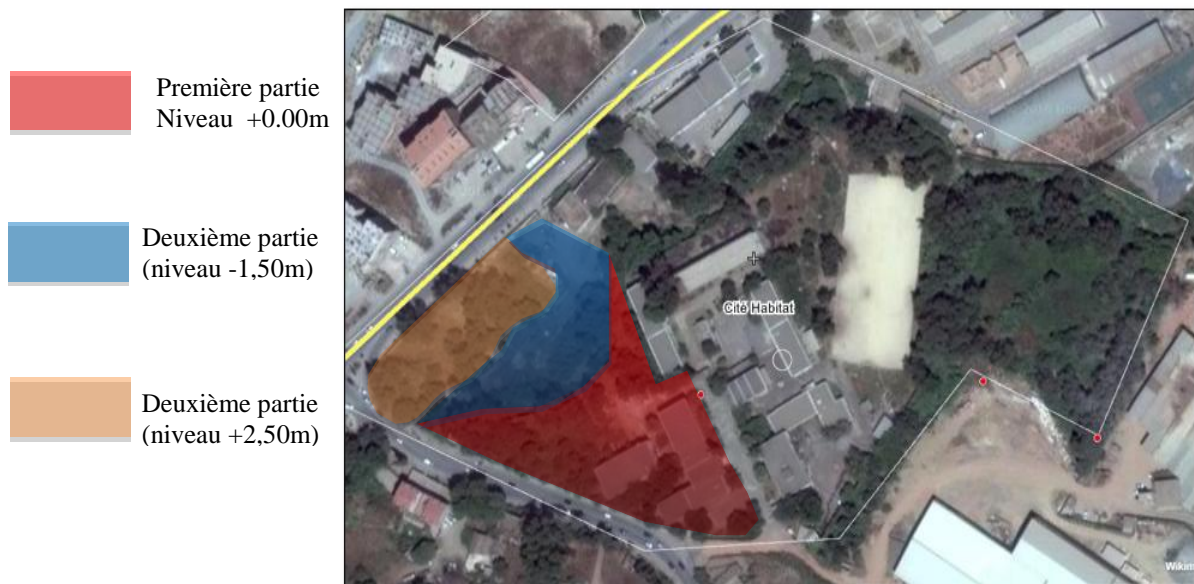 Première partie
Niveau +0.00m
Deuxième partie
(niveau -1,50m)
Deuxième partie
(niveau +2,50m)
Cité Habitat